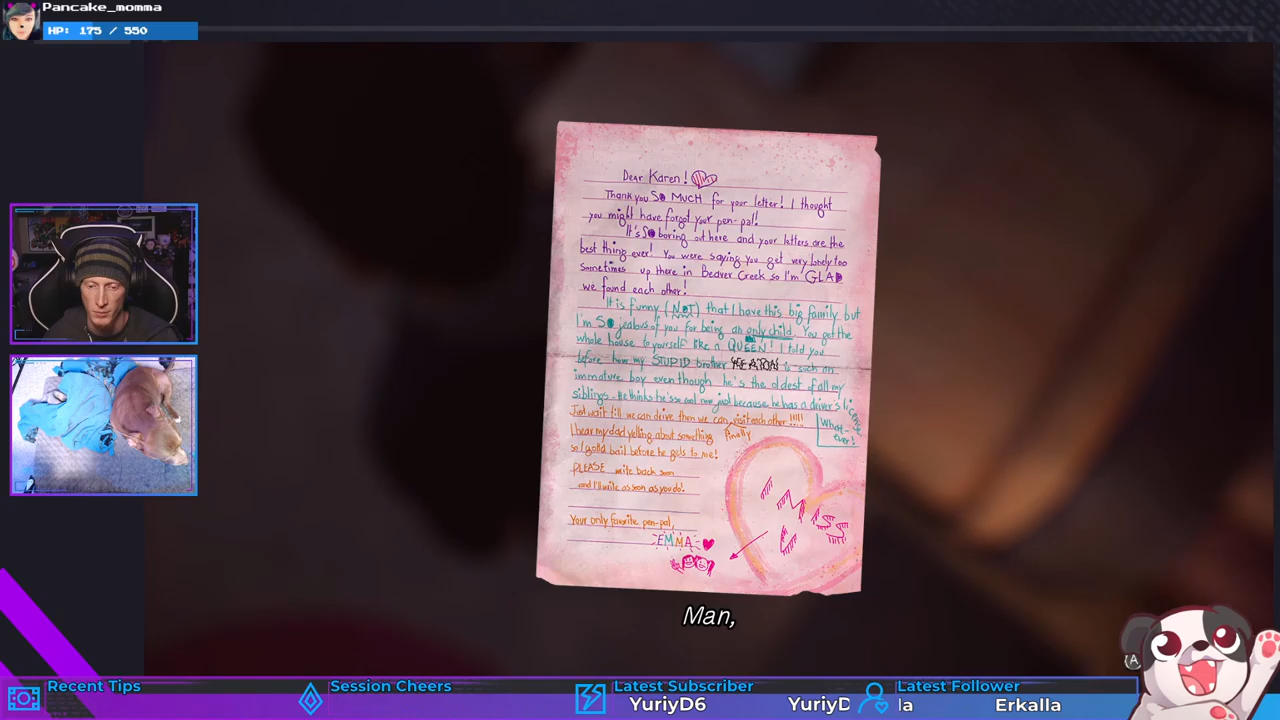 Pancake_momma
HP: 175 / 550
Dear Karen!
Thank you SO MUCH for your letter! I thought
you might have forgot your pen-pal!
It's SO boring out here and your letters are the
best thing ever! You were saying you get very lonely too
sometimes up there in Beaver Creek so I'm GLAD
we found each other!
It is funny (NOT) that I have this big family but
I'm SO jealous of you for being an only child. You got the
whole house to yourself like a QUEEN! I told you
before how my STUPID brother is such an
immature boy even though he's the oldest of all my
siblings. He thinks he's so cool now just because he has a driver's license
What-
ever!
Just wait till we can drive then we can visit each other!!!!!
finally
I hear my dad yelling about something
so I gotta bail before he gets to me!
PLEASE write back soon
and I'll write as soon as you do!
Your only favorite pen-pal,
EMMA
MISS
U
Man,
A
Recent Tips
Session Cheers
Latest Subscriber
YuriyD6
YuriyD
Latest Follower
la
Erkalla